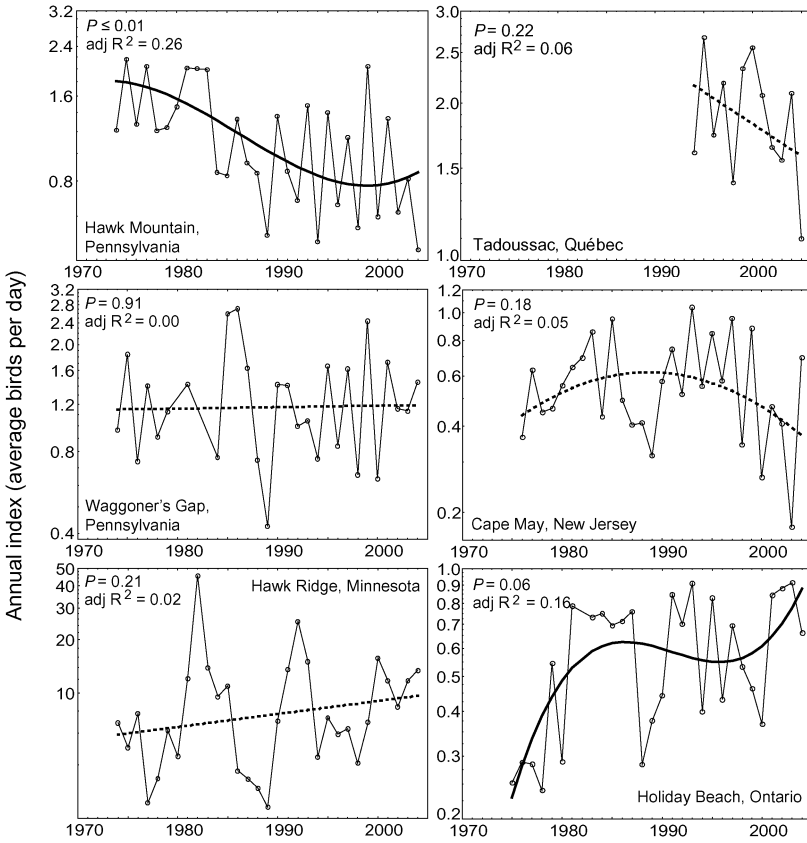 Annual index (average birds per day)
3.2
2.4
1.6
0.8
P ≤ 0.01
adj R² = 0.26
Hawk Mountain,
Pennsylvania
1970 1980 1990 2000
3.0
2.0
1.5
1.0
P = 0.22
adj R² = 0.06
Tadoussac, Québec
1970 1980 1990 2000
3.2
2.8
2.4
2.0
1.6
1.2
0.8
0.4
P = 0.91
adj R² = 0.00
Waggoner's Gap,
Pennsylvania
1970 1980 1990 2000
1.2
1.0
0.8
0.6
0.4
0.2
P = 0.18
adj R² = 0.05
Cape May, New Jersey
1970 1980 1990 2000
50
40
30
20
10
P = 0.21
adj R² = 0.02
Hawk Ridge, Minnesota
1970 1980 1990 2000
1.0
0.9
0.8
0.7
0.6
0.5
0.4
0.3
0.2
P = 0.06
adj R² = 0.16
Holiday Beach, Ontario
1970 1980 1990 2000